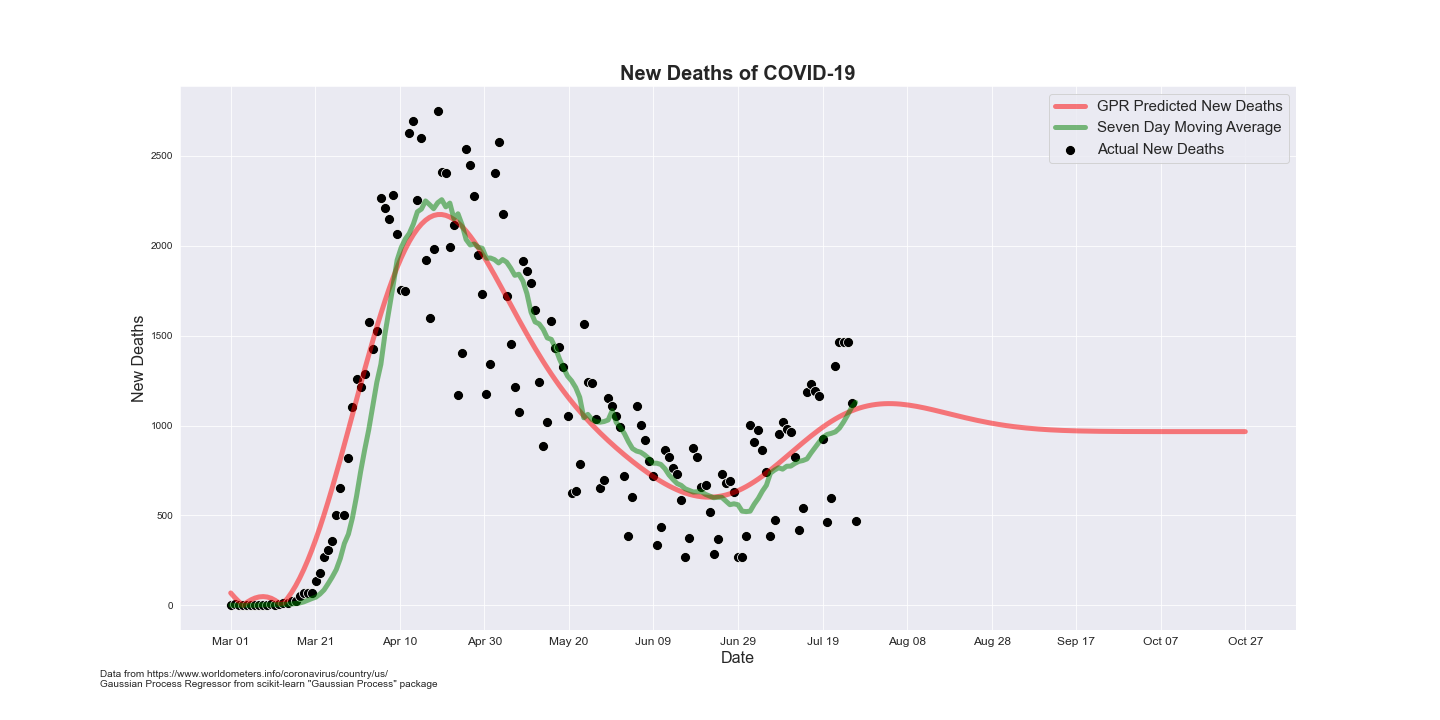 New Deaths of COVID-19
GPR Predicted New Deaths
Seven Day Moving Average
Actual New Deaths
New Deaths
2500
2000
1500
1000
500
0
Mar 01 Mar 21 Apr 10 Apr 30 May 20 Jun 09 Jun 29 Jul 19 Aug 08 Aug 28 Sep 17 Oct 07 Oct 27
Date
Data from https://www.worldometers.info/coronavirus/country/us/
Gaussian Process Regressor from scikit-learn "Gaussian Process" package